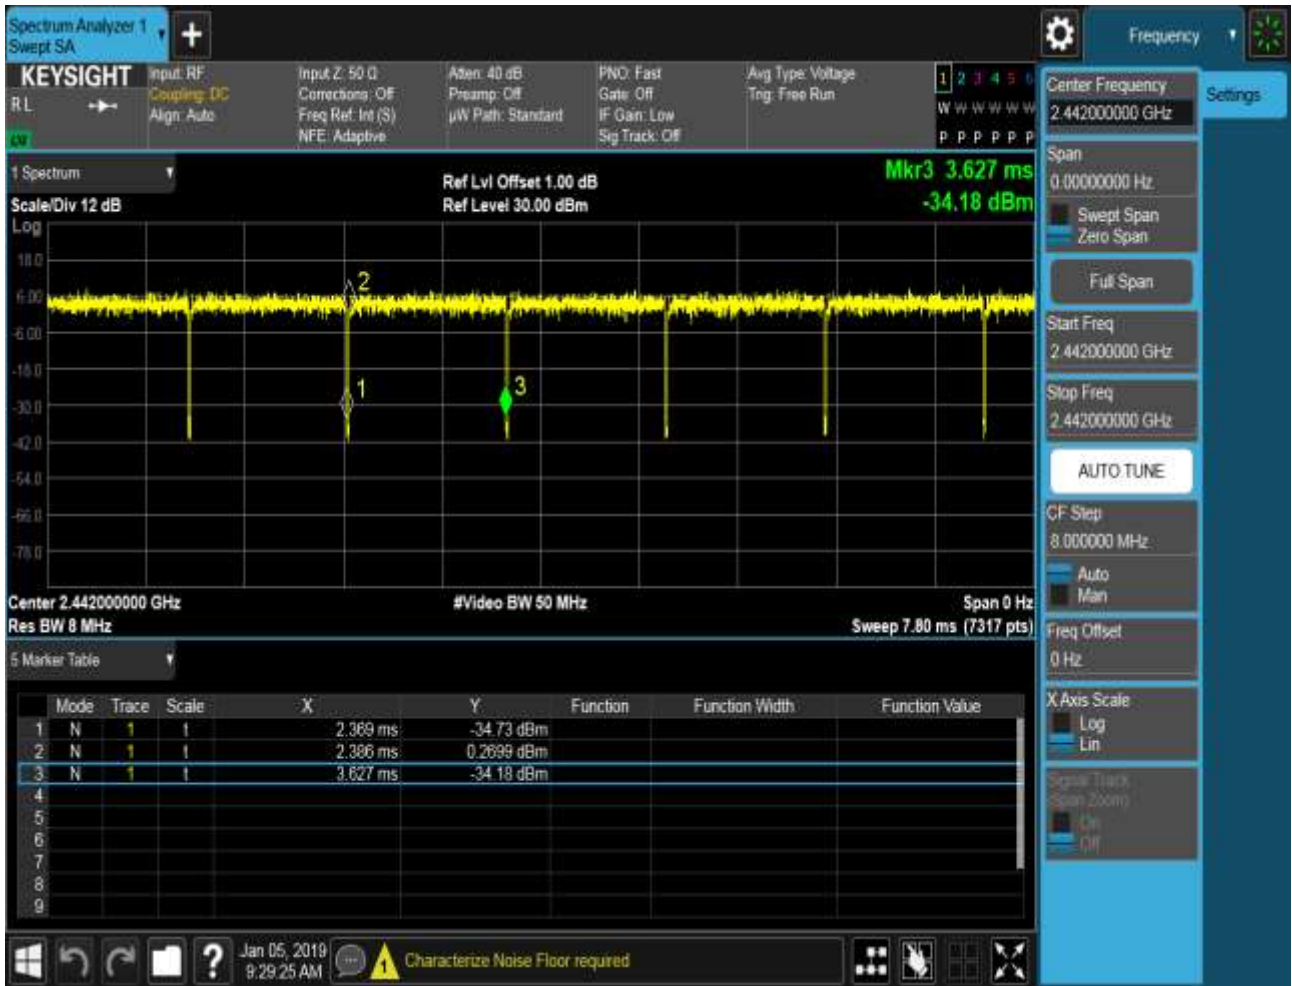 Spectrum Analyzer 1
Swept SA
+
Frequency
KEYSIGHT
RL
Input: RF
Coupling: DC
Align: Auto
Input Z: 50 Ω
Corrections: Off
Freq Ref: Int (S)
NFE: Adaptive
Atten: 40 dB
Preamp: Off
µW Path: Standard
PNO: Fast
Gate: Off
IF Gain: Low
Sig Track: Off
Avg Type: Voltage
Trig: Free Run
1 2 3 4 5 6
W W W W W W
P P P P P P
1 Spectrum
Scale/Div 12 dB
Ref Lvl Offset 1.00 dB
Ref Level 30.00 dBm
Mkr3 3.627 ms
-34.18 dBm
Log
18.0
6.00
-6.00
-18.0
-30.0
-42.0
-54.0
-66.0
-78.0
2
1
3
Center 2.442000000 GHz
#Video BW 50 MHz
Span 0 Hz
Res BW 8 MHz
Sweep 7.80 ms (7317 pts)
5 Marker Table
Mode Trace Scale X Y Function Function Width Function Value
1 N 1 t 2.369 ms -34.73 dBm
2 N 1 t 2.386 ms 0.2699 dBm
3 N 1 t 3.627 ms -34.18 dBm
4
5
6
7
8
9
?
Jan 05, 2019
9:29:25 AM
1
Characterize Noise Floor required
Center Frequency
2.442000000 GHz
Settings
Span
0.00000000 Hz
Swept Span
Zero Span
Full Span
Start Freq
2.442000000 GHz
Stop Freq
2.442000000 GHz
AUTO TUNE
CF Step
8.000000 MHz
Auto
Man
Freq Offset
0 Hz
X Axis Scale
Log
Lin
Signal Track
(Span Zoom)
On
Off